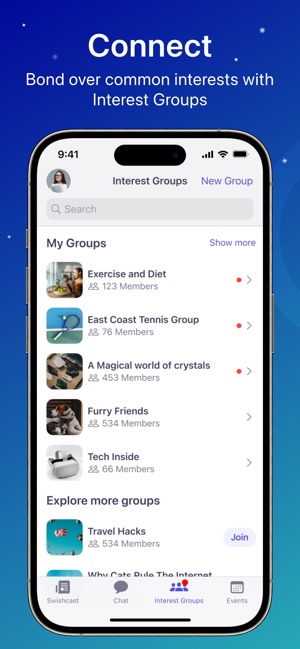 Connect
Bond over common interests with
Interest Groups
9:41
Interest Groups
New Group
Search
My Groups
Show more
Exercise and Diet
123 Members
East Coast Tennis Group
76 Members
A Magical world of crystals
453 Members
Furry Friends
534 Members
Tech Inside
66 Members
Explore more groups
Travel Hacks
534 Members
Join
Why Cats Rule The Internet
Swishcast
Chat
Interest Groups
Events